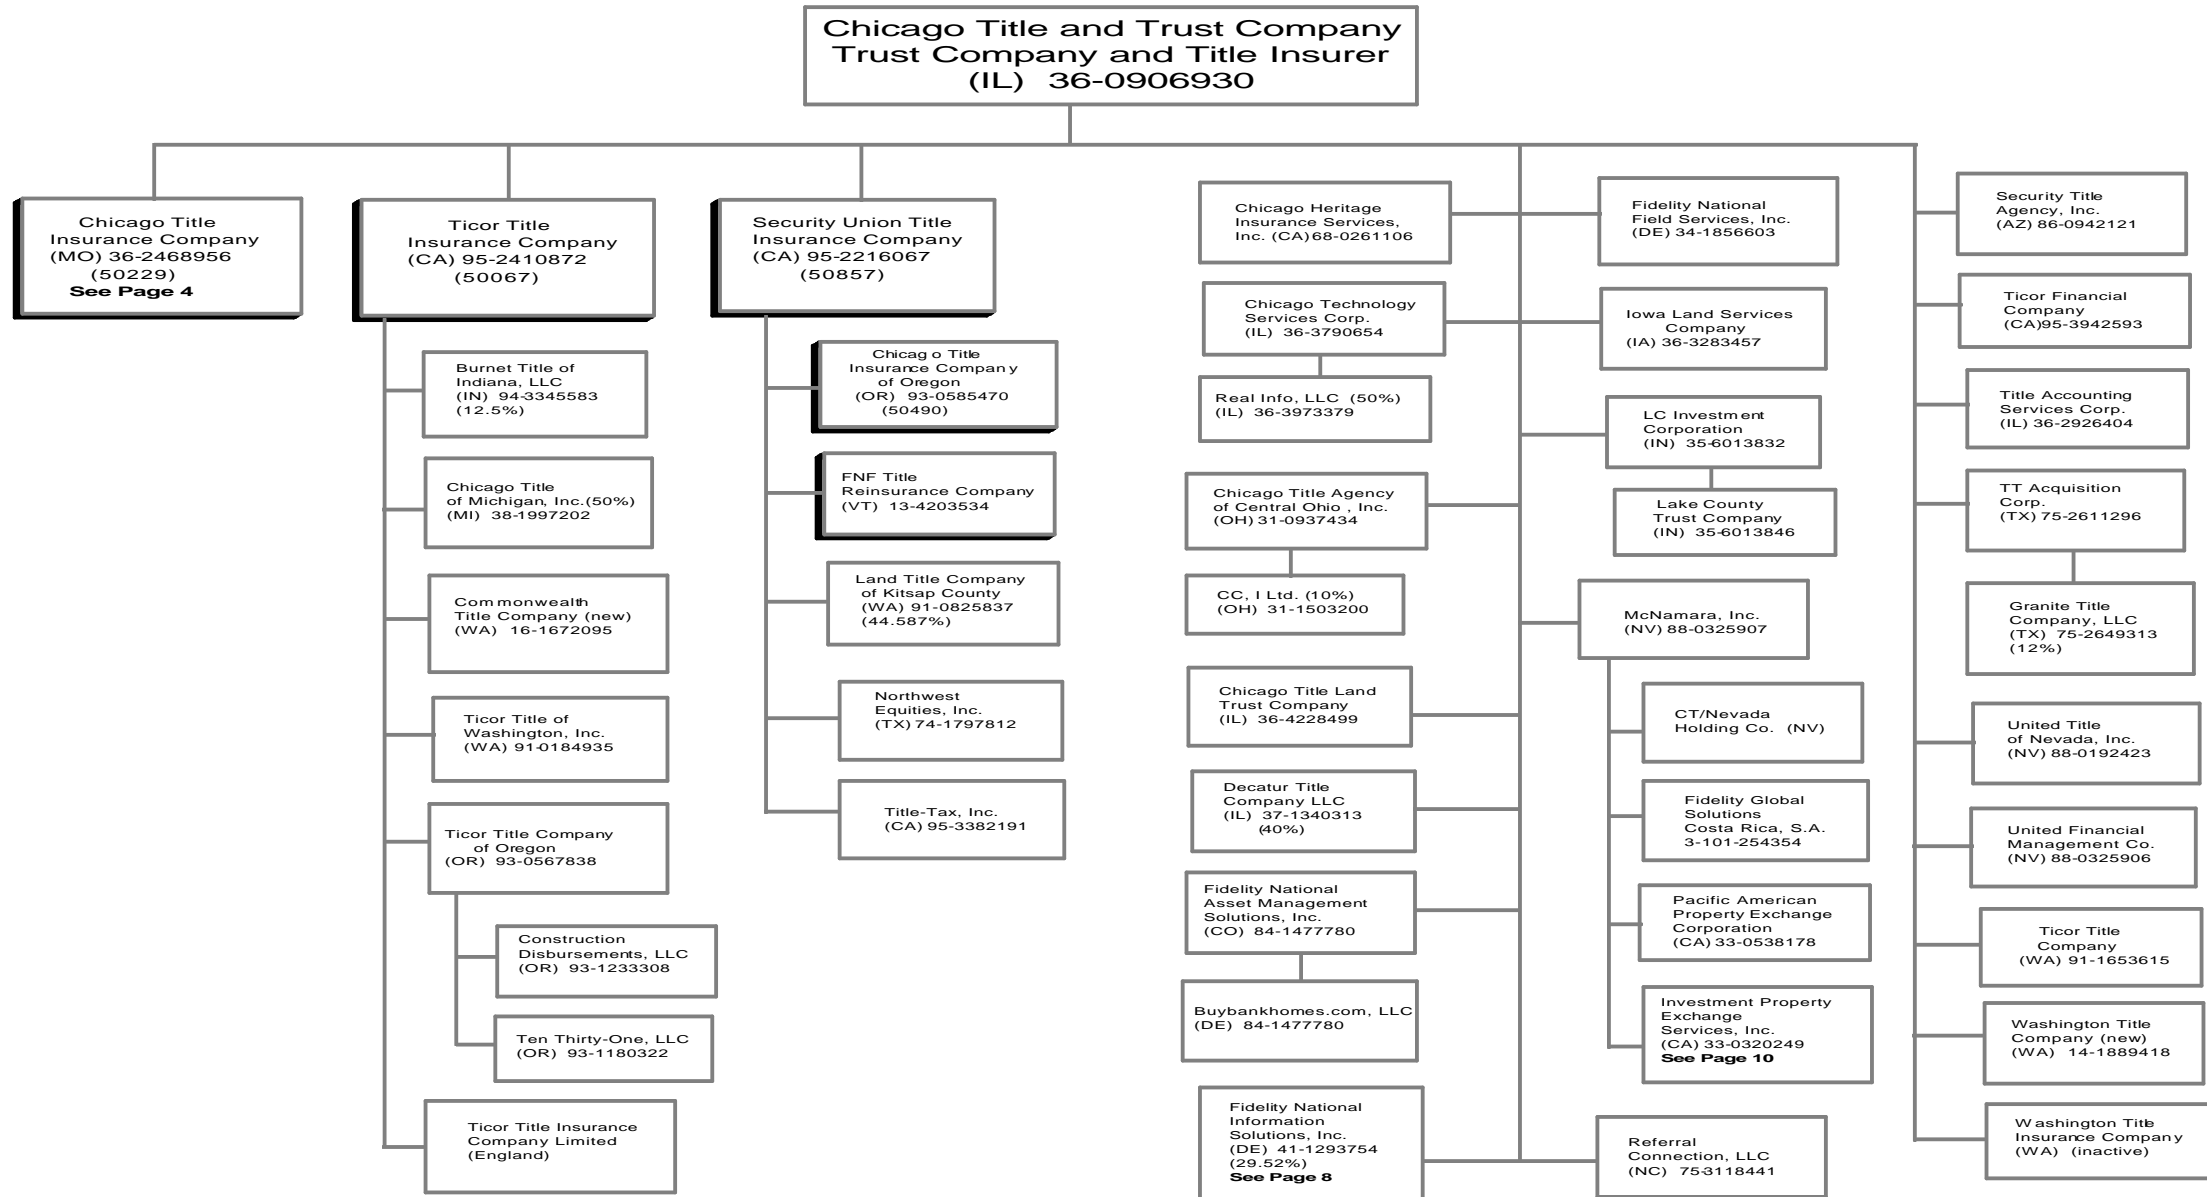 Chicago Title and Trust Company
Trust Company and Title Insurer
(IL) 36-0906930
Chicago Title
Insurance Company
(MO) 36-2468956
(50229)
See Page 4
Ticor Title
Insurance Company
(CA) 95-2410872
(50067)
Burnet Title of
Indiana, LLC
(IN) 94-3345583
(12.5%)
Chicago Title
of Michigan, Inc.(50%)
(MI) 38-1997202
Commonwealth
Title Company (new)
(WA) 16-1672095
Ticor Title of
Washington, Inc.
(WA) 91-0184935
Ticor Title Company
of Oregon
(OR) 93-0567838
Construction
Disbursements, LLC
(OR) 93-1233308
Ten Thirty-One, LLC
(OR) 93-1180322
Ticor Title Insurance
Company Limited
(England)
Security Union Title
Insurance Company
(CA) 95-2216067
(50857)
Chicago Title
Insurance Company
of Oregon
(OR) 93-0585470
(50490)
FNF Title
Reinsurance Company
(VT) 13-4203534
Land Title Company
of Kitsap County
(WA) 91-0825837
(44.587%)
Northwest
Equities, Inc.
(TX) 74-1797812
Title-Tax, Inc.
(CA) 95-3382191
Chicago Heritage
Insurance Services,
Inc. (CA) 68-0261106
Chicago Technology
Services Corp.
(IL) 36-3790654
Real Info, LLC (50%)
(IL) 36-3973379
Chicago Title Agency
of Central Ohio , Inc.
(OH) 31-0937434
CC, I Ltd. (10%)
(OH) 31-1503200
Chicago Title Land
Trust Company
(IL) 36-4228499
Decatur Title
Company LLC
(IL) 37-1340313
(40%)
Fidelity National
Asset Management
Solutions, Inc.
(CO) 84-1477780
Buybankhomes.com, LLC
(DE) 84-1477780
Fidelity National
Information
Solutions, Inc.
(DE) 41-1293754
(29.52%)
See Page 8
Fidelity National
Field Services, Inc.
(DE) 34-1856603
Iowa Land Services
Company
(IA) 36-3283457
LC Investment
Corporation
(IN) 35-6013832
Lake County
Trust Company
(IN) 35-6013846
McNamara, Inc.
(NV) 88-0325907
CT/Nevada
Holding Co. (NV)
Fidelity Global
Solutions
Costa Rica, S.A.
3-101-254354
Pacific American
Property Exchange
Corporation
(CA) 33-0538178
Investment Property
Exchange
Services, Inc.
(CA) 33-0320249
See Page 10
Referral
Connection, LLC
(NC) 75-3118441
Security Title
Agency, Inc.
(AZ) 86-0942121
Ticor Financial
Company
(CA)95-3942593
Title Accounting
Services Corp.
(IL) 36-2926404
TT Acquisition
Corp.
(TX) 75-2611296
Granite Title
Company, LLC
(TX) 75-2649313
(12%)
United Title
of Nevada, Inc.
(NV) 88-0192423
United Financial
Management Co.
(NV) 88-0325906
Ticor Title
Company
(WA) 91-1653615
Washington Title
Company (new)
(WA) 14-1889418
Washington Title
Insurance Company
(WA) (inactive)